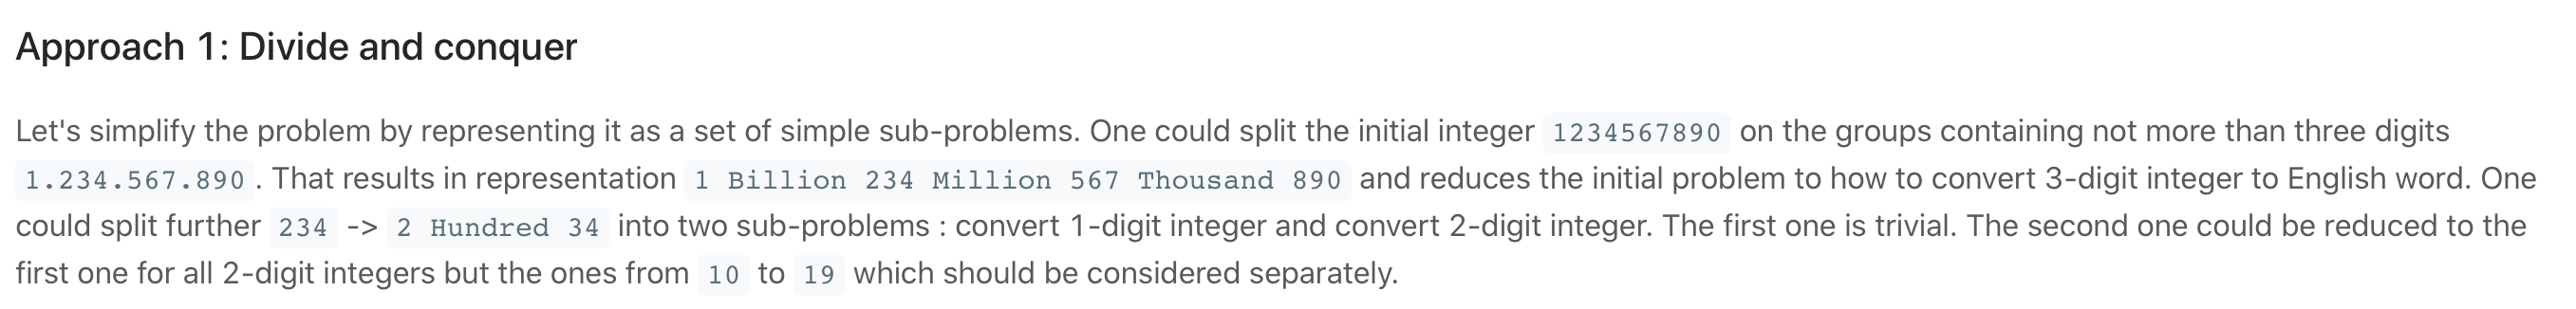 Approach 1: Divide and conquer
Let's simplify the problem by representing it as a set of simple sub-problems. One could split the initial integer 1234567890 on the groups containing not more than three digits
1.234.567.890 . That results in representation 1 Billion 234 Million 567 Thousand 890 and reduces the initial problem to how to convert 3-digit integer to English word. One
could split further 234 -> 2 Hundred 34 into two sub-problems : convert 1-digit integer and convert 2-digit integer. The first one is trivial. The second one could be reduced to the
first one for all 2-digit integers but the ones from 10 to 19 which should be considered separately.